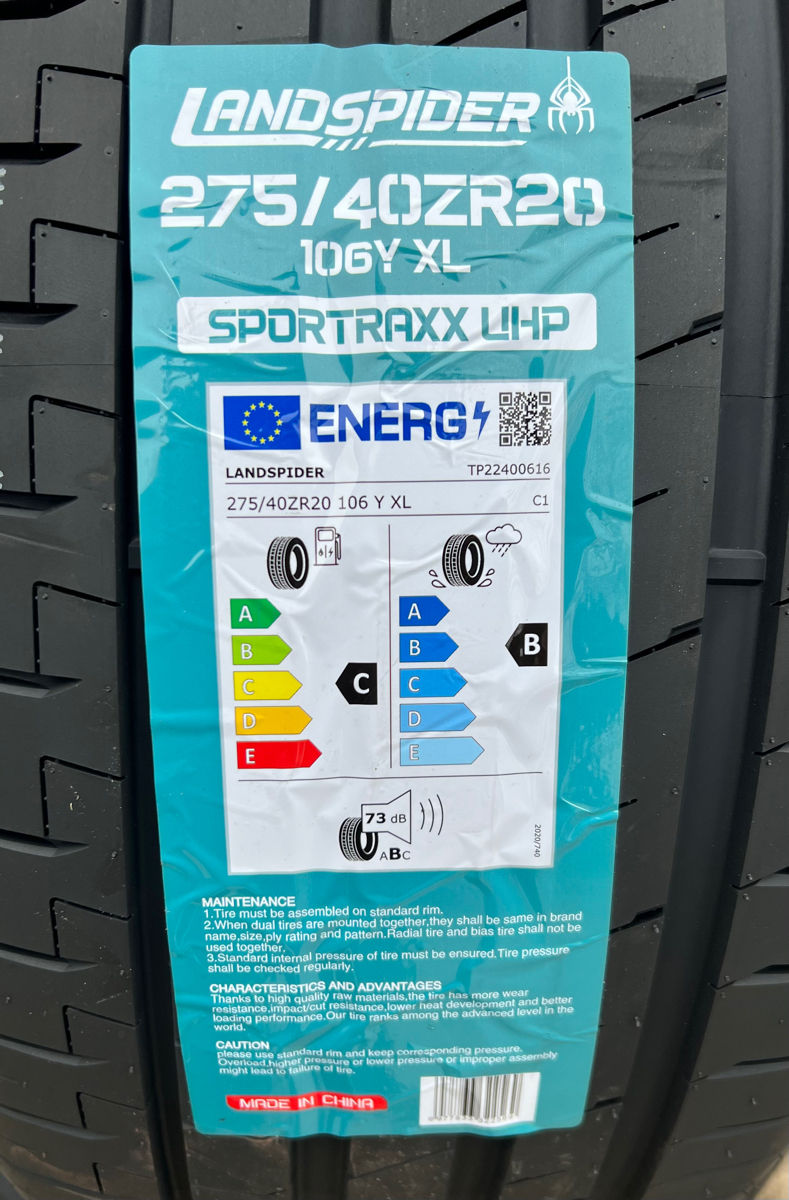 LANDSPIDER
275/40ZR20
106Y XL
SPORTRAXX UHP
ENERG
LANDSPIDER TP22400616
275/40ZR20 106 Y XL C1
A A
B B B
C C C
D D
E E
73 dB
ABC
2020/740
MAINTENANCE
1.Tire must be assembled on standard rim.
2.When dual tires are mounted together,they shall be same in brand
name,size,ply rating and pattern.Radial tire and bias tire shall not be
used together.
3.Standard internal pressure of tire must be ensured.Tire pressure
shall be checked regularly.
CHARACTERISTICS AND ADVANTAGES
Thanks to high quality raw materials,the tire has more wear
resistance,impact/cut resistance,lower heat development and better
loading performance.Our tire ranks among the advanced level in the
world.
CAUTION
please use standard rim and keep corresponding pressure.
Overload,higher pressure or lower pressure or improper assembly
might lead to failure of tire.
MADE IN CHINA